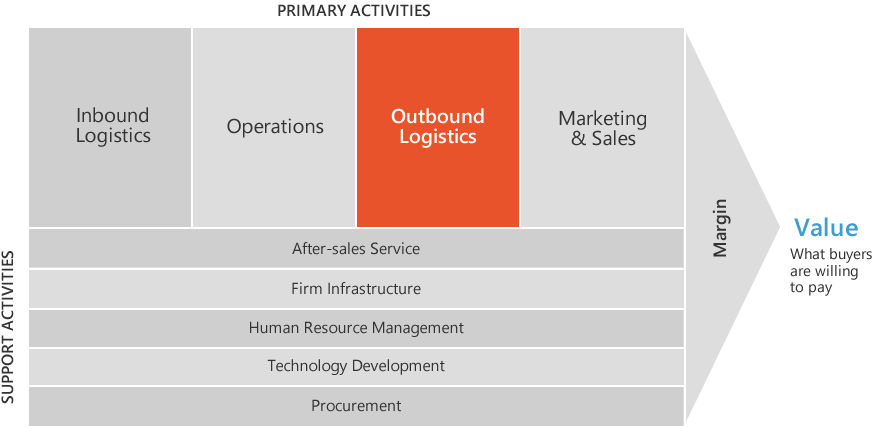 PRIMARY ACTIVITIES
Inbound
Logistics
Operations
Outbound
Logistics
Marketing
& Sales
After-sales Service
Firm Infrastructure
Human Resource Management
Technology Development
Procurement
SUPPORT ACTIVITIES
Margin
Value
What buyers
are willing
to pay